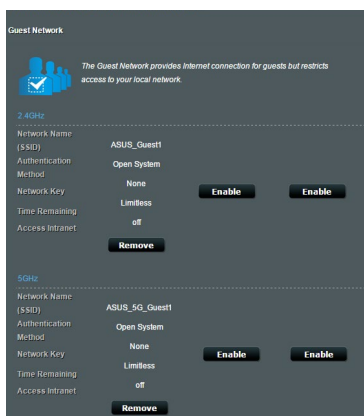 Guest Network
The Guest Network provides Internet connection for guests but restricts
access to your local network.
2.4GHz
Network Name
(SSID)
ASUS_Guest1
Authentication
Method
Open System
Network Key
None
Enable
Enable
Time Remaining
Limitless
Access Intranet
off
Remove
5GHz
Network Name
(SSID)
ASUS_5G_Guest1
Authentication
Method
Open System
Network Key
None
Enable
Enable
Time Remaining
Limitless
Access Intranet
off
Remove